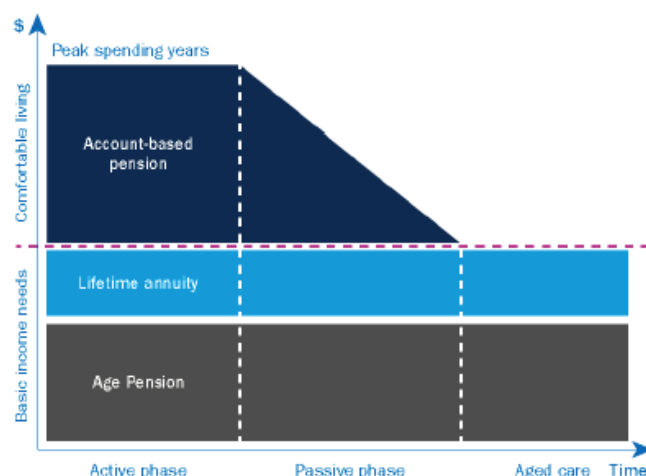 $
Peak spending years
Comfortable living
Account-based
pension
Basic income needs
Lifetime annuity
Age Pension
Active phase
Passive phase
Aged care
Time